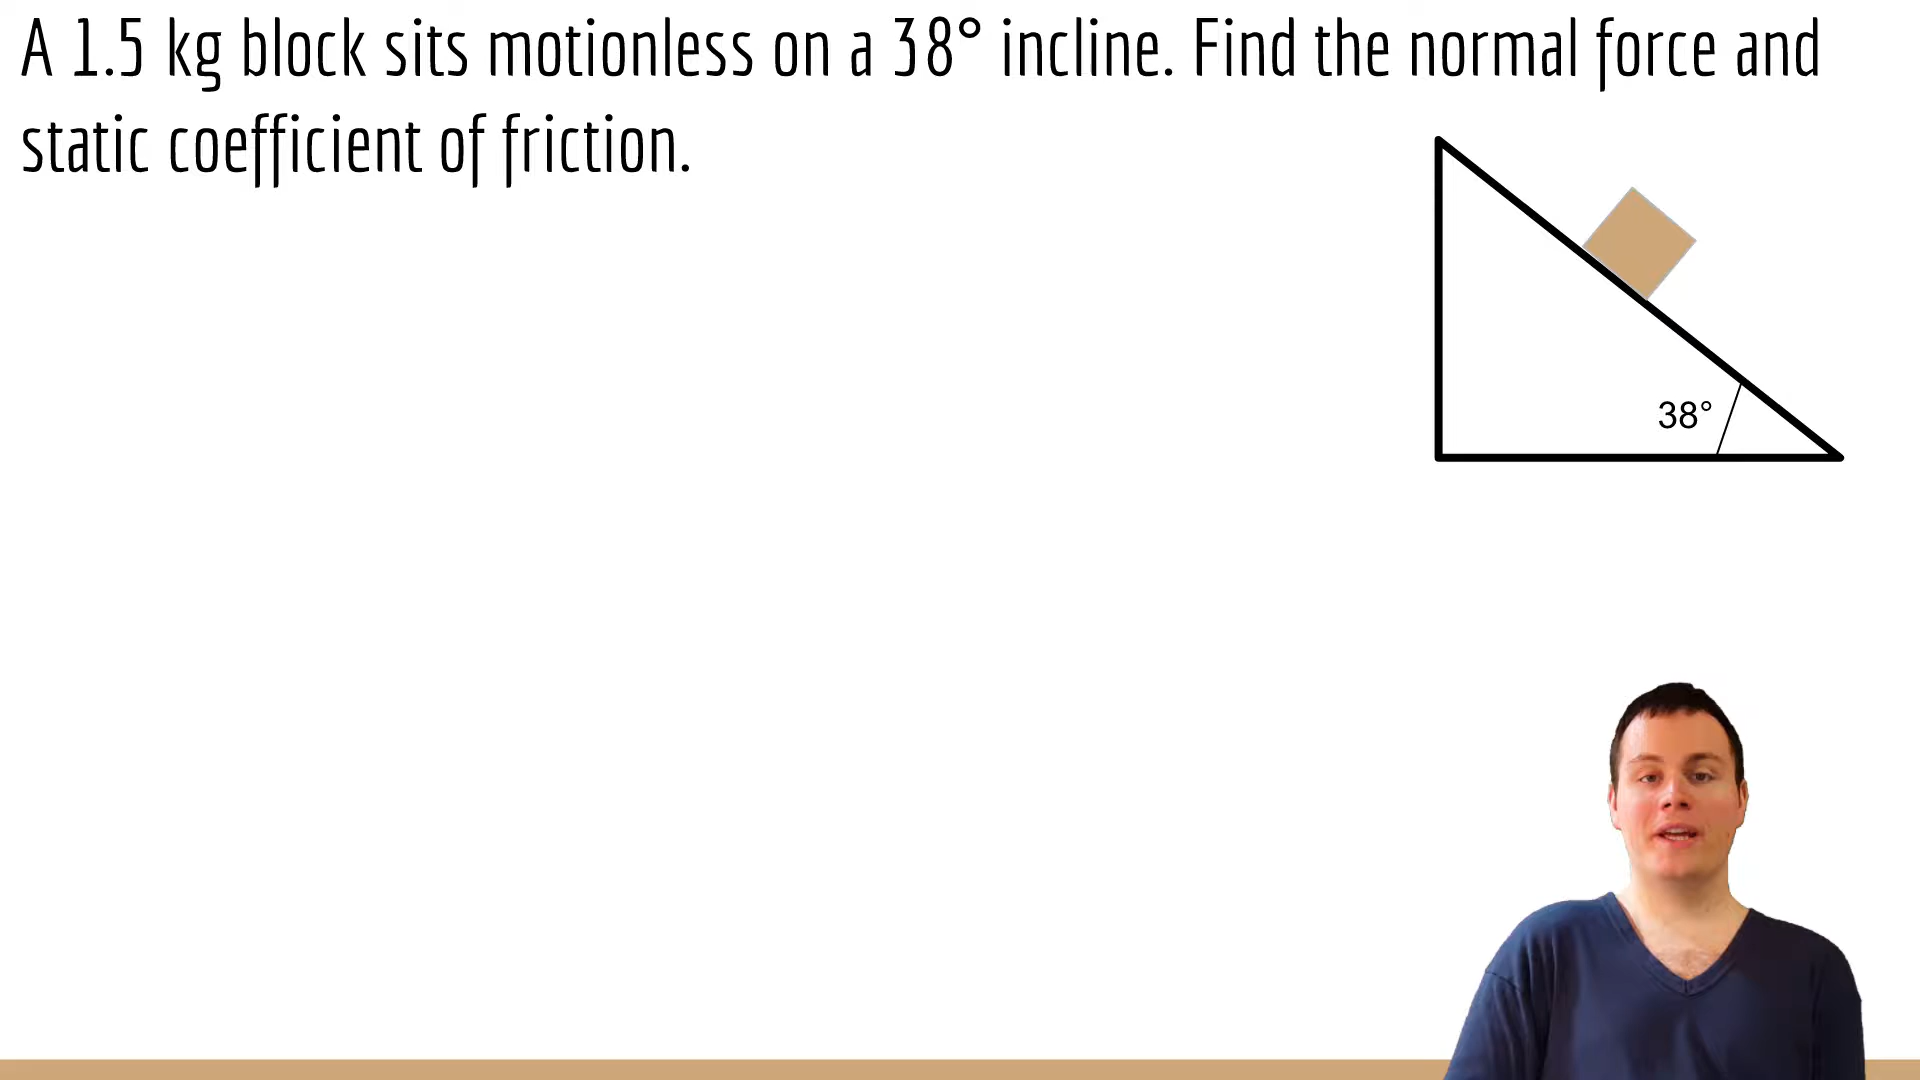 A 1.5 kg block sits motionless on a 38° incline. Find the normal force and
static coefficient of friction.
38°